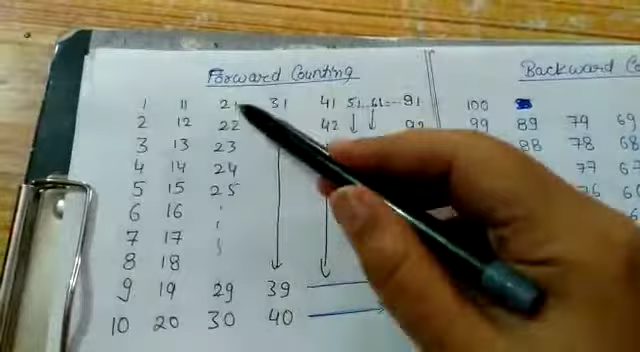 Forward Counting
Backward Co
1 11 21 31 41 51 61 -- 91 100
2 12 22 42 92 99 89 79 69
3 13 23 88 78 68
4 14 24 77 67
5 15 25 76
6 16
7 17
8 18
9 19 29 39
10 20 30 40